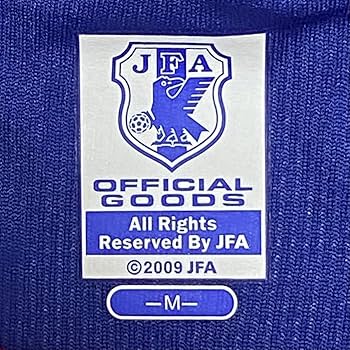 JFA
OFFICIAL
GOODS
All Rights
Reserved By JFA
©2009 JFA
—M—